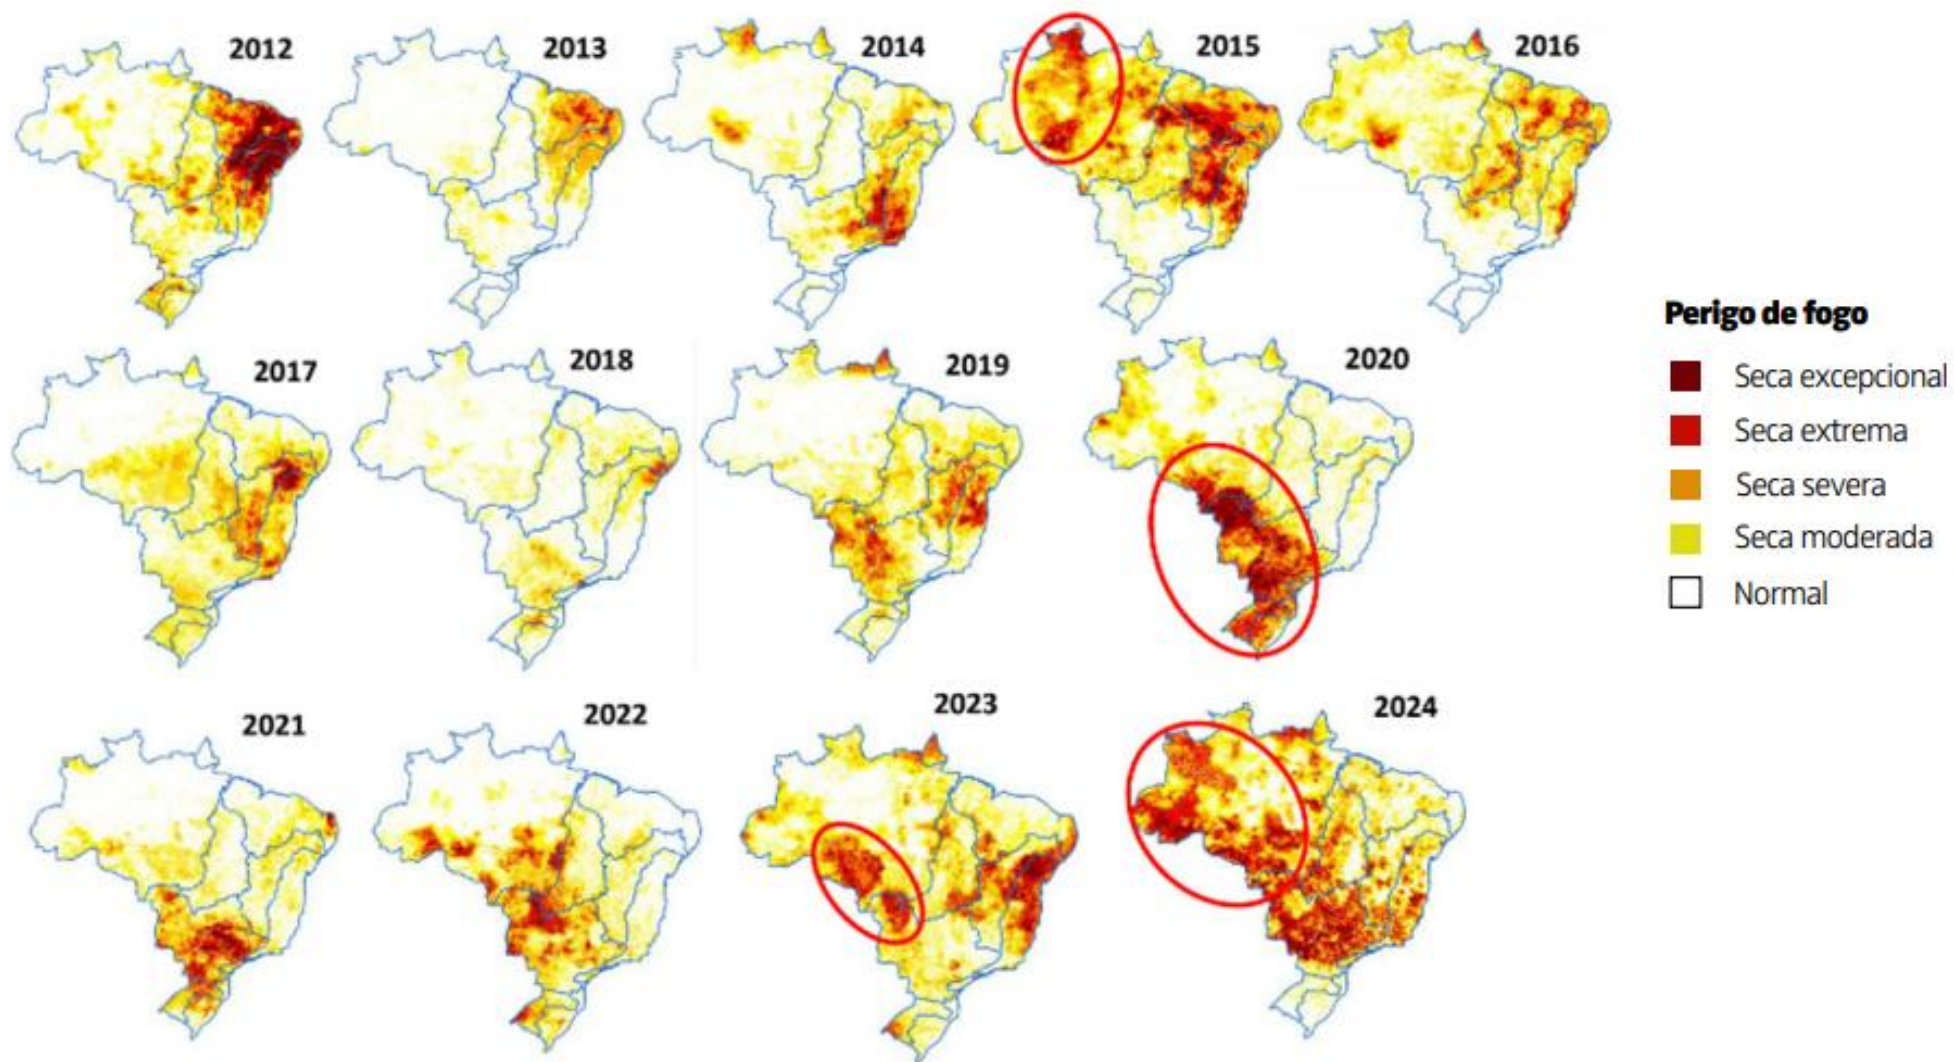 2012
2013
2014
2015
2016
2017
2018
2019
2020
2021
2022
2023
2024
Perigo de fogo
Seca excepcional
Seca extrema
Seca severa
Seca moderada
Normal